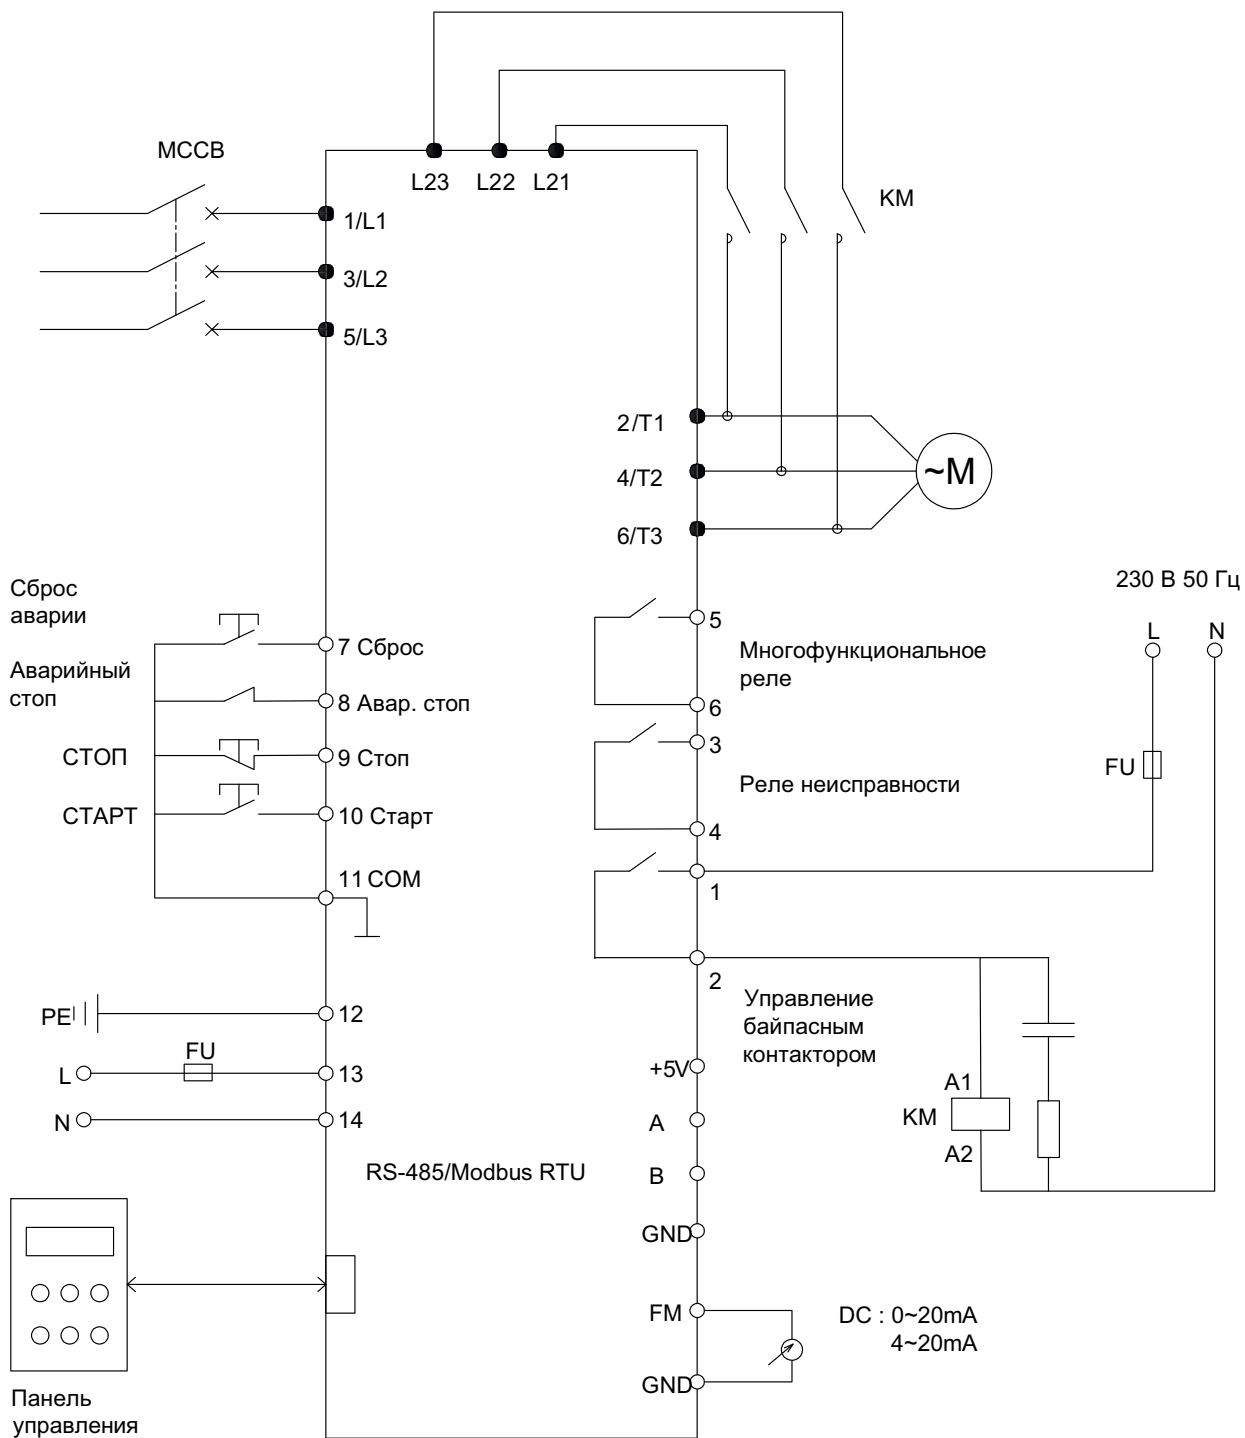 MCCB
L23
L22
L21
KM
1/L1
3/L2
5/L3
2/T1
4/T2
6/T3
~M
Сброс
аварии
7 Сброс
Аварийный
стоп
8 Авар. стоп
СТОП
9 Стоп
СТАРТ
10 Старт
11 COM
PE
12
L
FU
13
N
14
RS-485/Modbus RTU
Панель
управления
5
Многофункциональное
реле
6
3
Реле неисправности
4
1
2
Управление
байпасным
контактором
230 В 50 Гц
L
N
FU
A1
KM
A2
+5V
A
B
GND
FM
DC : 0~20mA
4~20mA
GND